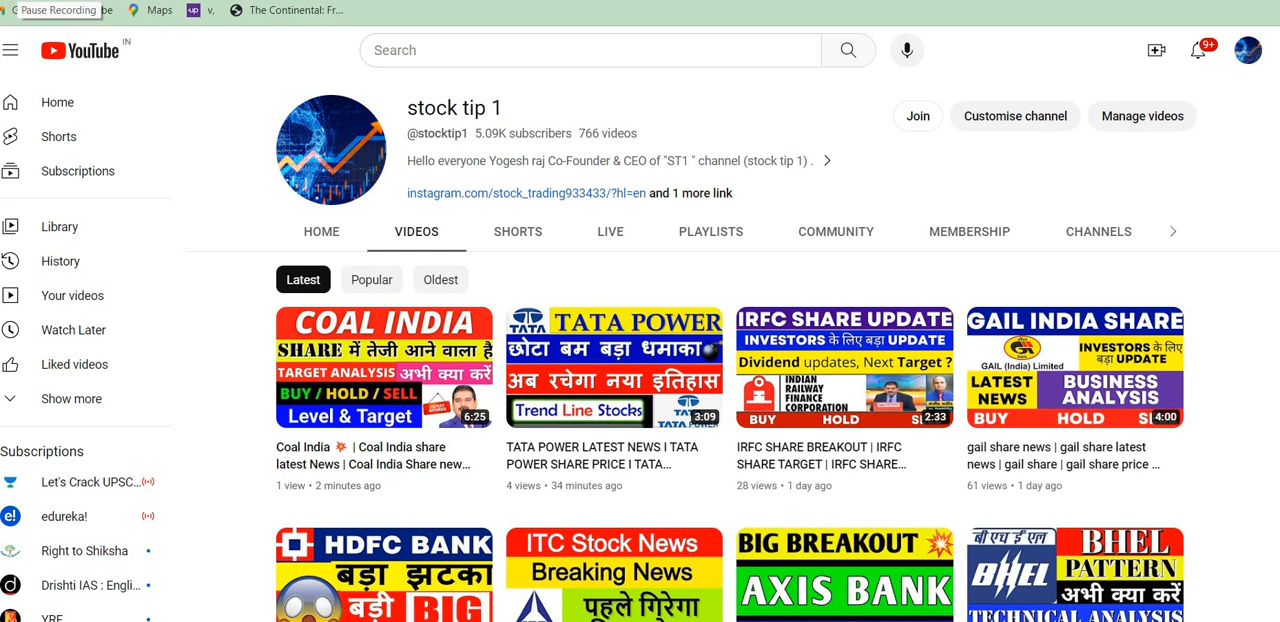 Pause Recording be
Maps
up v,
The Continental: Fr...
YouTube IN
Search
9+
Home
Shorts
Subscriptions
Library
History
Your videos
Watch Later
Liked videos
Show more
Subscriptions
Let's Crack UPSC...
e! edurekа!
Right to Shiksha
Drishti IAS : Engli...
YRF
stock tip 1
@stocktip1 5.09K subscribers 766 videos
Hello everyone Yogesh raj Co-Founder & CEO of "ST1 " channel (stock tip 1) .
instagram.com/stock_trading933433/?hl=en and 1 more link
Join
Customise channel
Manage videos
HOME VIDEOS SHORTS LIVE PLAYLISTS COMMUNITY MEMBERSHIP CHANNELS
Latest Popular Oldest
COAL INDIA
SHARE में तेजी आने वाला है
TARGET ANALYSIS अभी क्या करें
BUY / HOLD / SELL
Level & Target
6:25
Coal India 💥 | Coal India share
latest News | Coal India Share new...
1 view • 2 minutes ago
TATA TATA POWER
छोटा बम बड़ा धमाका
अब रचेगा नया इतिहास
Trend Line Stocks
TATA
3:09
TATA POWER LATEST NEWS I TATA
POWER SHARE PRICE I TATA...
4 views • 34 minutes ago
IRFC SHARE UPDATE
INVESTORS के लिए बड़ा UPDATE
Dividend updates, Next Target ?
INDIAN
RAILWAY
FINANCE
CORPORATION
BUY HOLD
2:33
IRFC SHARE BREAKOUT | IRFC
SHARE TARGET | IRFC SHARE...
28 views • 1 day ago
GAIL INDIA SHARE
GAIL (India) Limited
INVESTORS के लिए
बड़ा UPDATE
LATEST
NEWS
BUSINESS
ANALYSIS
BUY HOLD
4:00
gail share news | gail share latest
news | gail share | gail share price ...
61 views • 1 day ago
HDFC BANK
बड़ा झटका
बड़ी BIG
ITC Stock News
Breaking News
पहले गिरेगा
BIG BREAKOUT
AXIS BANK
बी एच ई एल
BHEL
BHEL
PATTERN
अभी क्या करें
TECHNICAL ANALYSIS